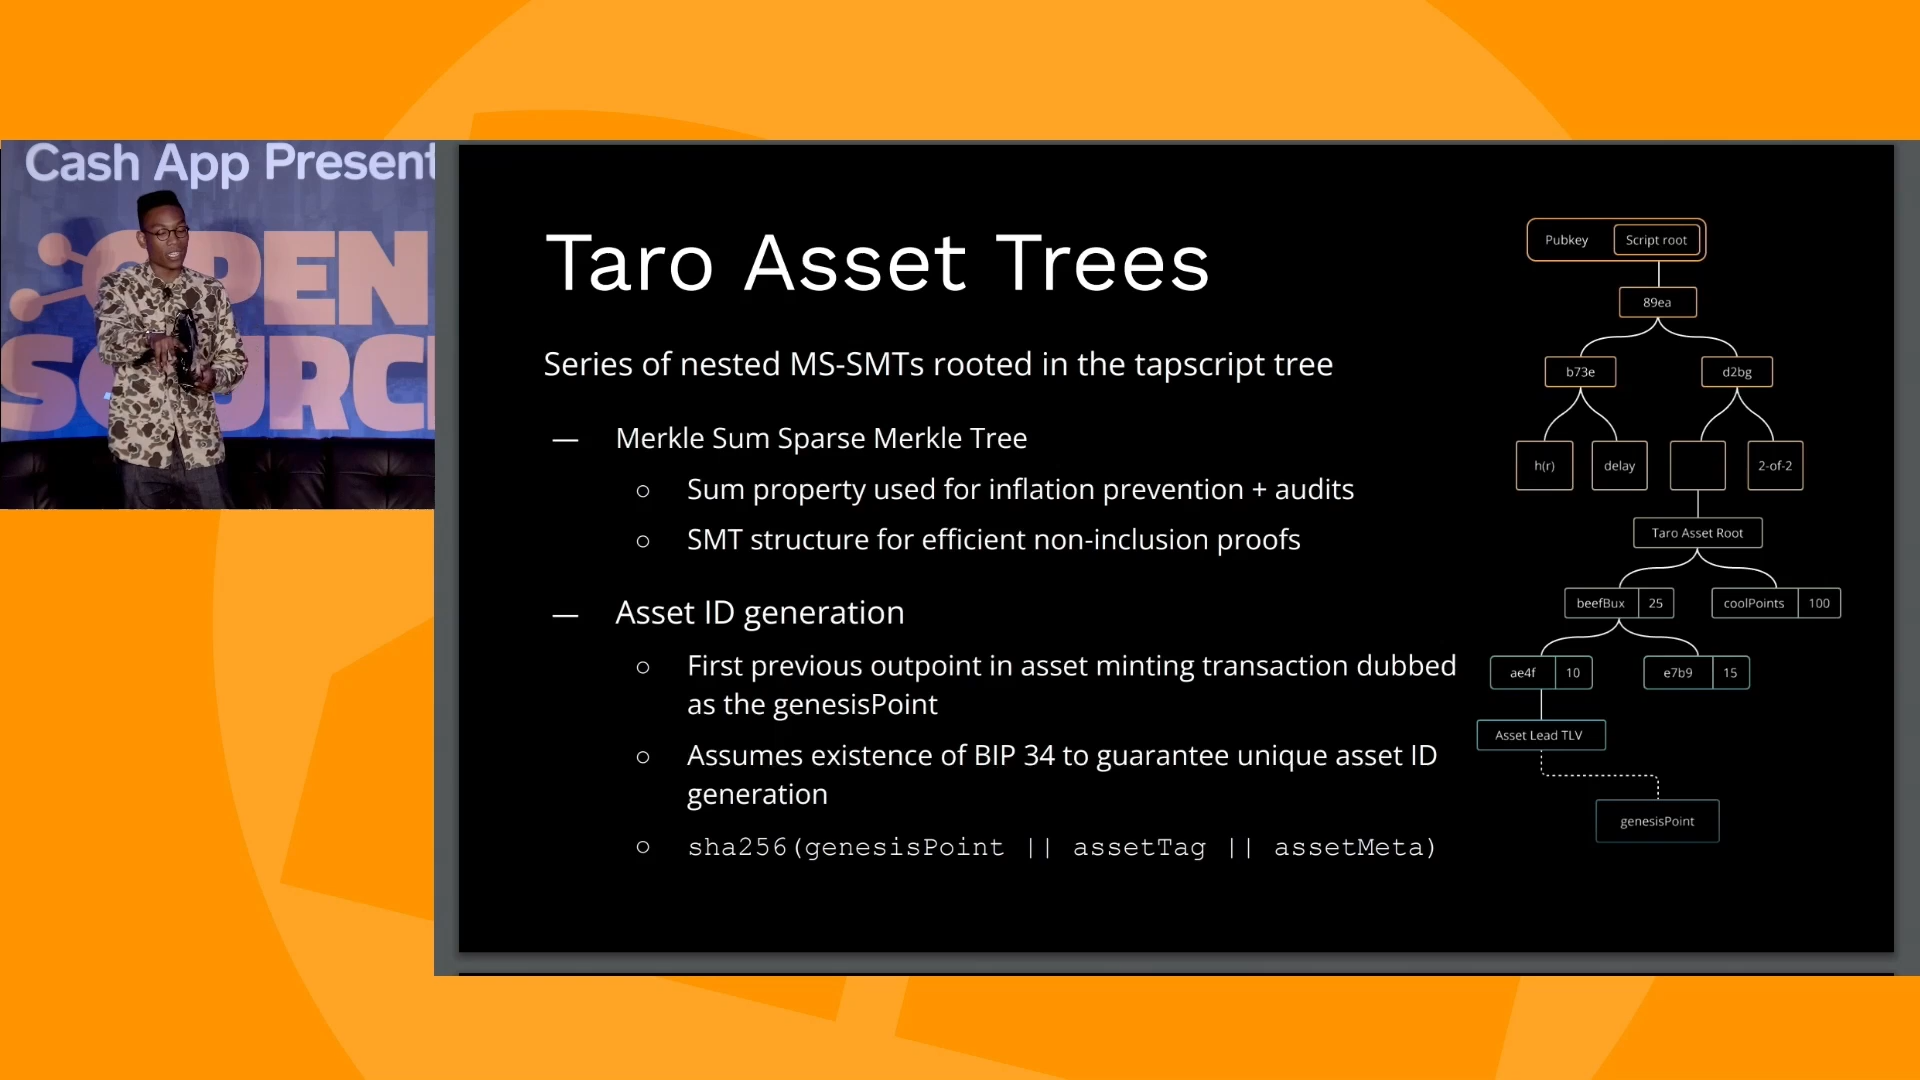 Cash App Present
OPEN
SOURC
Taro Asset Trees
Series of nested MS-SMTs rooted in the tapscript tree
— Merkle Sum Sparse Merkle Tree
○ Sum property used for inflation prevention + audits
○ SMT structure for efficient non-inclusion proofs
— Asset ID generation
○ First previous outpoint in asset minting transaction dubbed
as the genesisPoint
○ Assumes existence of BIP 34 to guarantee unique asset ID
generation
○ sha256(genesisPoint || assetTag || assetMeta)
Pubkey Script root
89ea
b73e d2bg
h(r) delay 2-of-2
Taro Asset Root
beefBux 25 coolPoints 100
ae4f 10 e7b9 15
Asset Lead TLV
genesisPoint